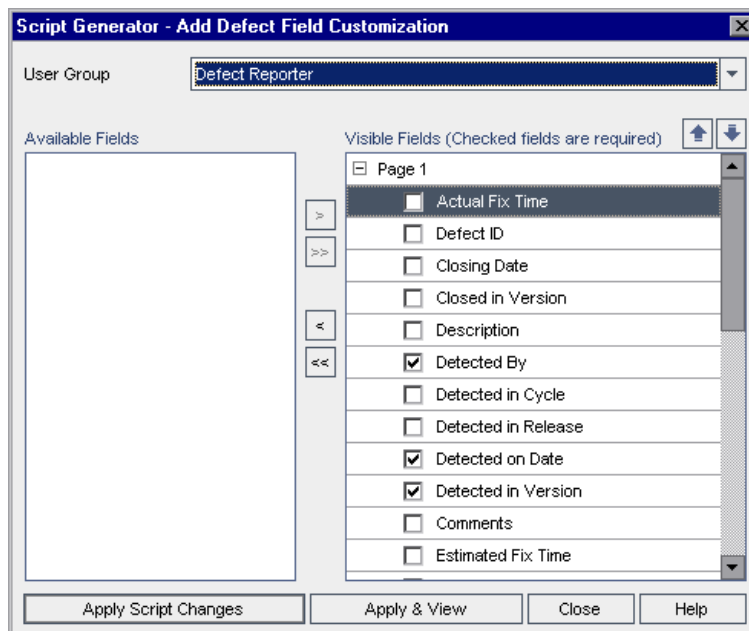 Script Generator - Add Defect Field Customization
User Group
Defect Reporter
Available Fields
Visible Fields (Checked fields are required)
Page 1
Actual Fix Time
Defect ID
Closing Date
Closed in Version
Description
Detected By
Detected in Cycle
Detected in Release
Detected on Date
Detected in Version
Comments
Estimated Fix Time
>
>>
<
<<
Apply Script Changes
Apply & View
Close
Help